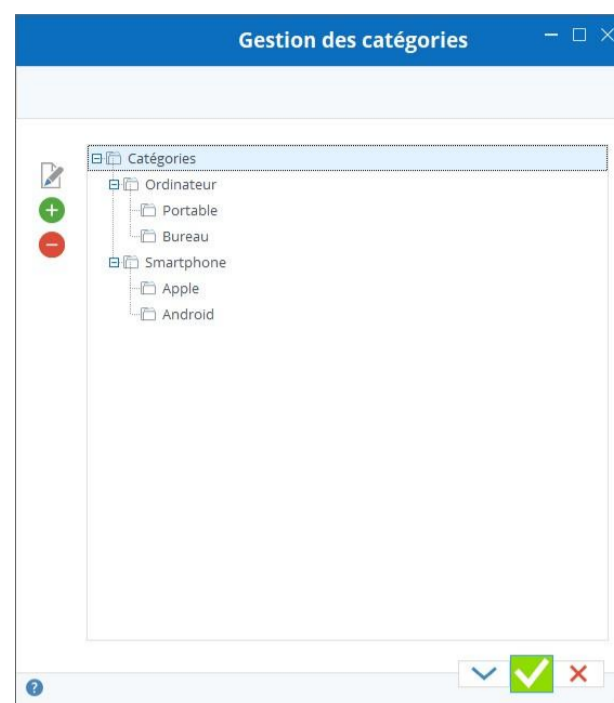 Gestion des catégories
Catégories
Ordinateur
Portable
Bureau
Smartphone
Apple
Android